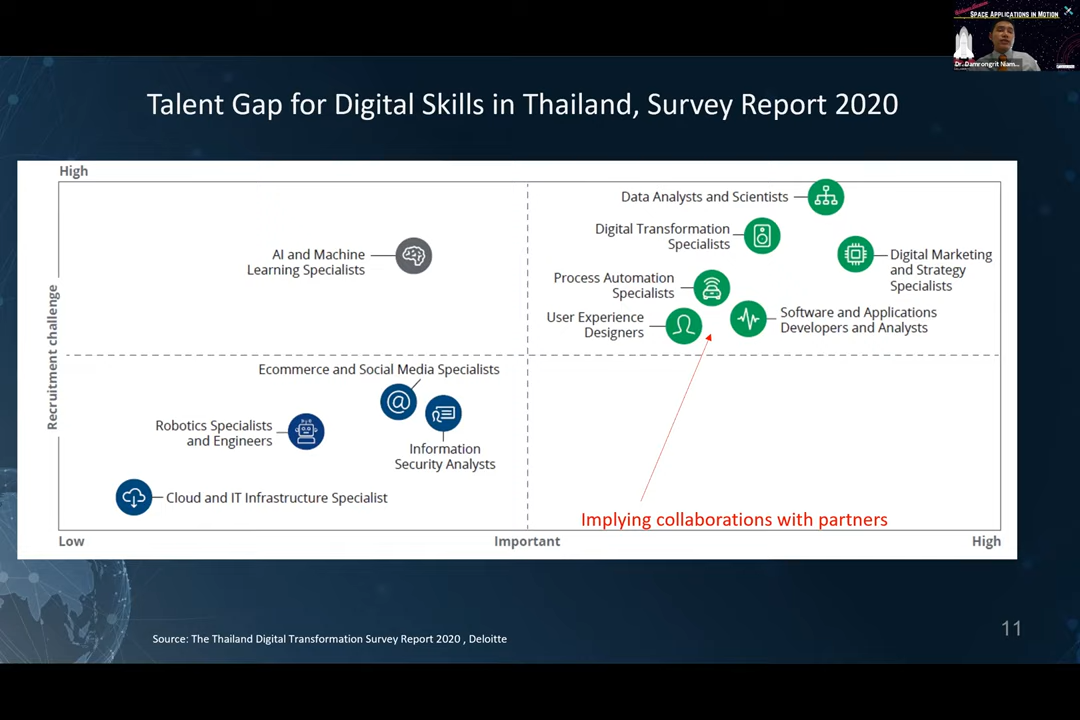 SPACE APPLICATIONS IN MOTION
Dr. Damrongrit Niam...
Talent Gap for Digital Skills in Thailand, Survey Report 2020
High
Data Analysts and Scientists
Digital Transformation
Specialists
AI and Machine
Learning Specialists
Digital Marketing
and Strategy
Specialists
Process Automation
Specialists
User Experience
Designers
Software and Applications
Developers and Analysts
Recruitment challenge
Ecommerce and Social Media Specialists
@
Robotics Specialists
and Engineers
Information
Security Analysts
Cloud and IT Infrastructure Specialist
Implying collaborations with partners
Low
Important
High
11
Source: The Thailand Digital Transformation Survey Report 2020 , Deloitte